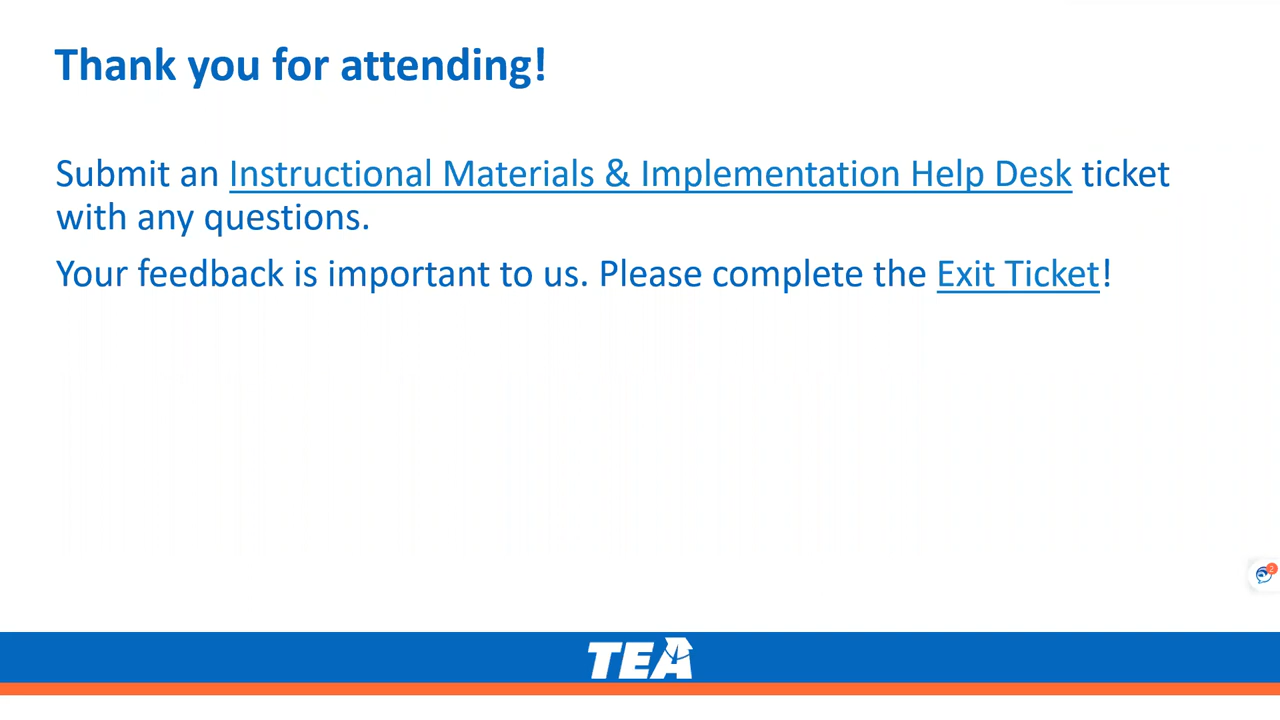 Thank you for attending!
Submit an Instructional Materials & Implementation Help Desk ticket
with any questions.
Your feedback is important to us. Please complete the Exit Ticket!
2
TEA